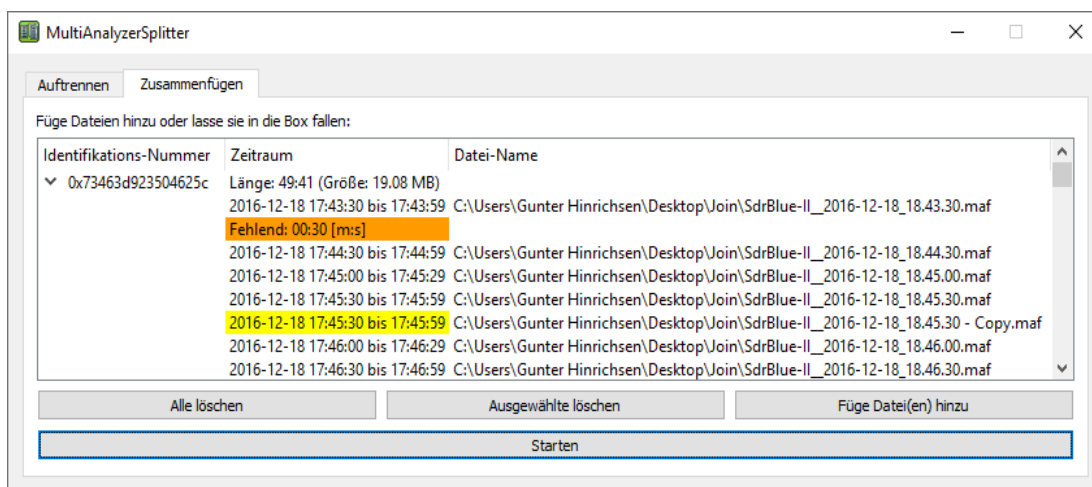 MultiAnalyzerSplitter
Auftrennen Zusammenfügen
Füge Dateien hinzu oder lasse sie in die Box fallen:
Identifikations-Nummer Zeitraum Datei-Name
0x73463d923504625c Länge: 49:41 (Größe: 19.08 MB)
2016-12-18 17:43:30 bis 17:43:59 C:\Users\Gunter Hinrichsen\Desktop\Join\SdrBlue-II__2016-12-18_18.43.30.maf
Fehlend: 00:30 [m:s]
2016-12-18 17:44:30 bis 17:44:59 C:\Users\Gunter Hinrichsen\Desktop\Join\SdrBlue-II__2016-12-18_18.44.30.maf
2016-12-18 17:45:00 bis 17:45:29 C:\Users\Gunter Hinrichsen\Desktop\Join\SdrBlue-II__2016-12-18_18.45.00.maf
2016-12-18 17:45:30 bis 17:45:59 C:\Users\Gunter Hinrichsen\Desktop\Join\SdrBlue-II__2016-12-18_18.45.30.maf
2016-12-18 17:45:30 bis 17:45:59 C:\Users\Gunter Hinrichsen\Desktop\Join\SdrBlue-II__2016-12-18_18.45.30 - Copy.maf
2016-12-18 17:46:00 bis 17:46:29 C:\Users\Gunter Hinrichsen\Desktop\Join\SdrBlue-II__2016-12-18_18.46.00.maf
2016-12-18 17:46:30 bis 17:46:59 C:\Users\Gunter Hinrichsen\Desktop\Join\SdrBlue-II__2016-12-18_18.46.30.maf
Alle löschen Ausgewählte löschen Füge Datei(en) hinzu
Starten